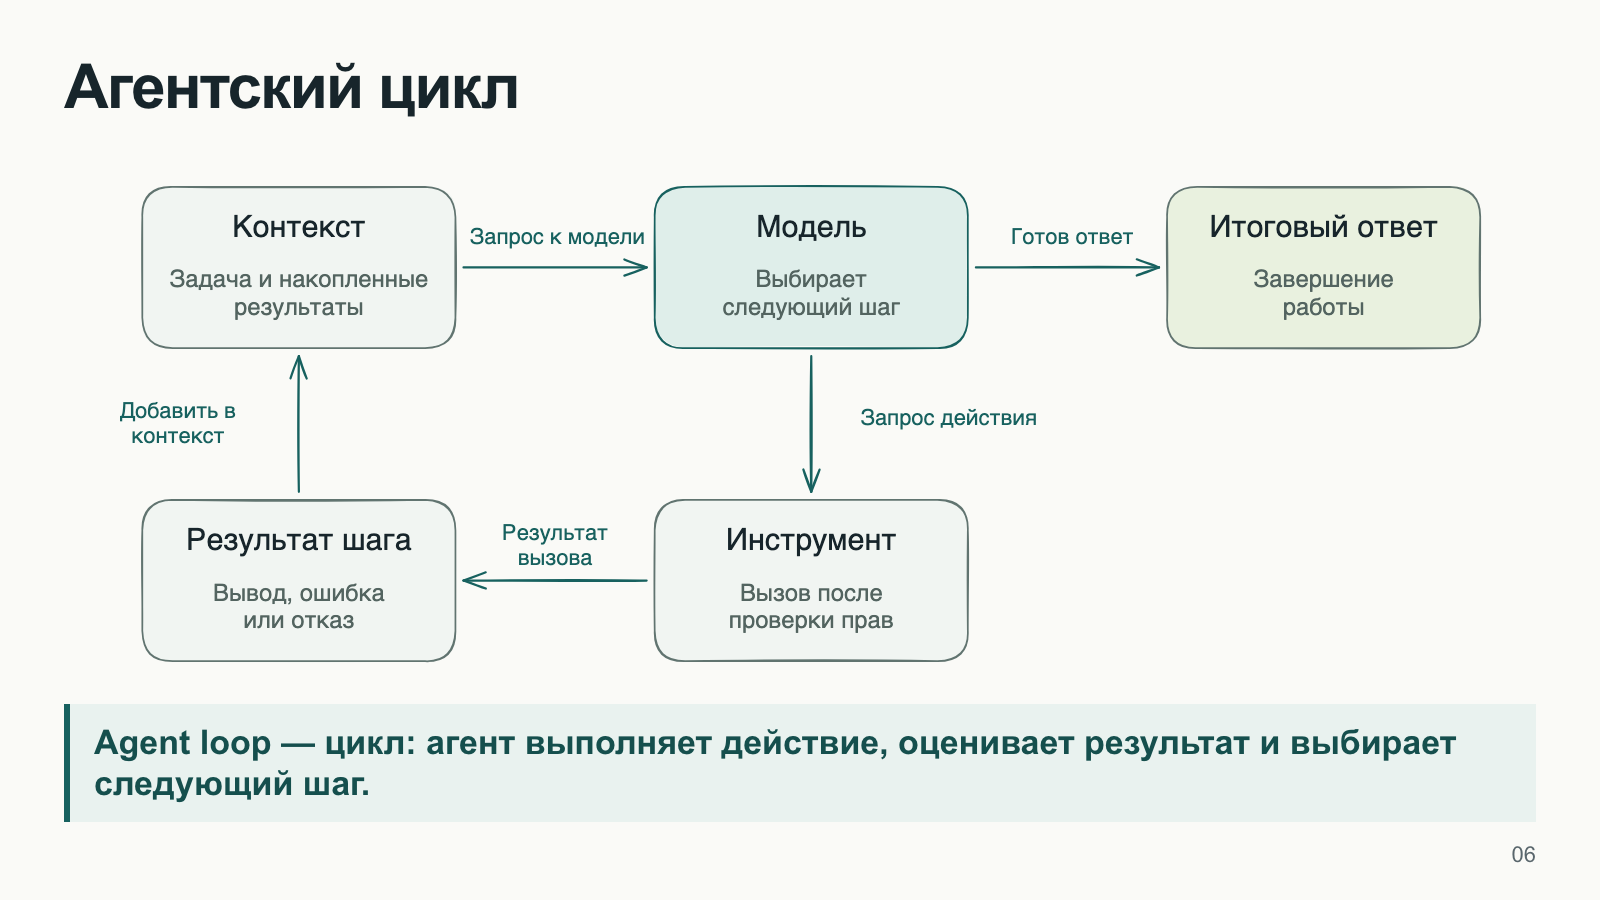 Агентский цикл
Контекст
Задача и накопленные
результаты
Запрос к модели
Модель
Выбирает
следующий шаг
Готов ответ
Итоговый ответ
Завершение
работы
Добавить в
контекст
Запрос действия
Результат шага
Вывод, ошибка
или отказ
Результат
вызова
Инструмент
Вызов после
проверки прав
Agent loop — цикл: агент выполняет действие, оценивает результат и выбирает
следующий шаг.
06